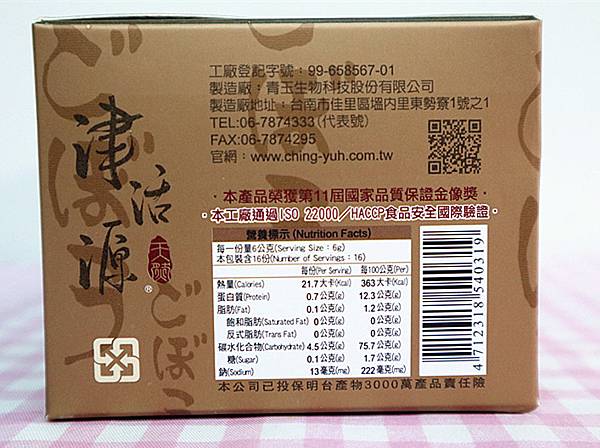 工廠登記字號：99-658567-01
製造廠：青玉生物科技股份有限公司
製造廠地址：台南市佳里區塭內里東勢寮1號之1
TEL:06-7874333(代表號)
FAX:06-7874295
官網：www.ching-yuh.com.tw
津活源
天賦
®
ごぼう
ごぼう
·本產品榮獲第11屆國家品質保證金像獎·
·本工廠通過ISO 22000／HACCP食品安全國際驗證·
營養標示 (Nutrition Facts)
每一份量6公克(Serving Size：6g)
本包裝含16份(Number of Servings：16)
每份(Per Serving) 每100公克(Per)
熱量(Calories) 21.7大卡(Kcal) 363大卡(Kcal)
蛋白質(Protein) 0.7公克(g) 12.3公克(g)
脂肪(Fat) 0.1公克(g) 1.2公克(g)
飽和脂肪(Saturated Fat) 0公克(g) 0公克(g)
反式脂肪(Trans Fat) 0公克(g) 0公克(g)
碳水化合物(Carbohydrate) 4.5公克(g) 75.7公克(g)
糖(Sugar) 0.1公克(g) 1.7公克(g)
鈉(Sodium) 13毫克(mg) 222毫克(mg)
4712318540319
本公司已投保明台產物3000萬產品責任險